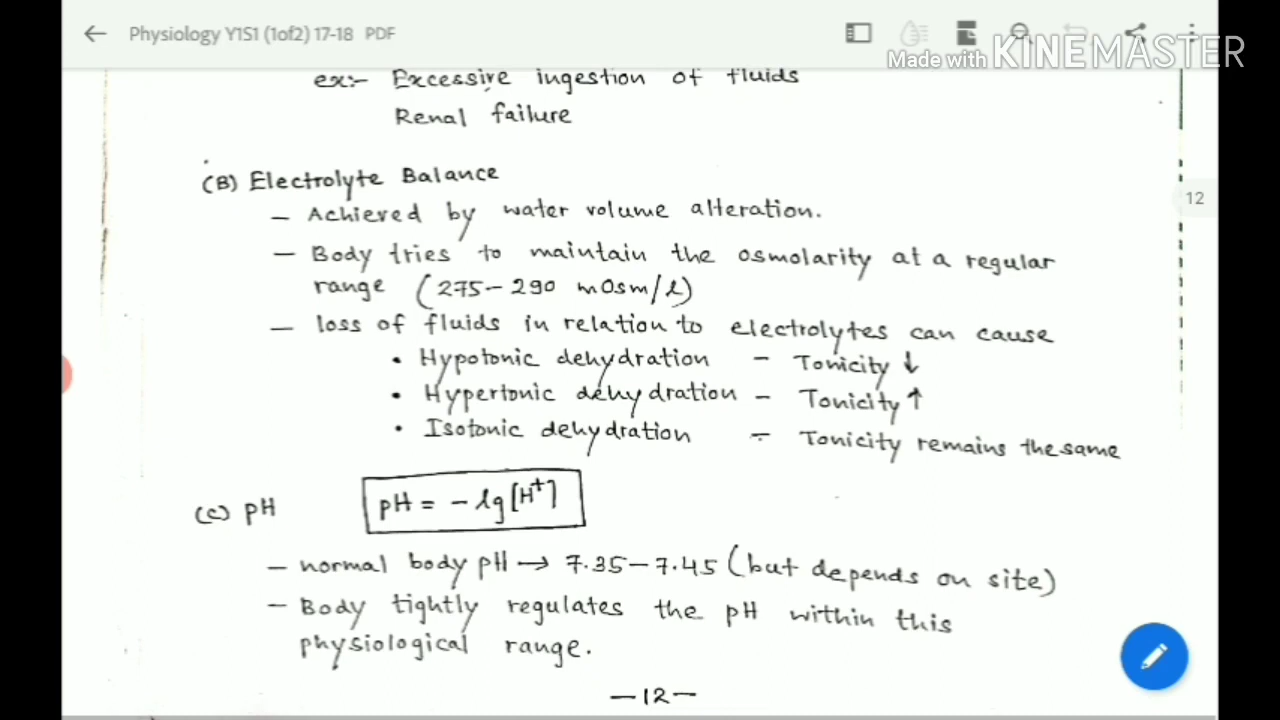 ← Physiology Y1S1 (1of2) 17-18 PDF
Made with KINEMASTER
ex:- Excessive ingestion of fluids
Renal failure
(B) Electrolyte Balance
– Achieved by water volume alteration.
12
– Body tries to maintain the osmolarity at a regular
range (275–290 mOsm/l)
– loss of fluids in relation to electrolytes can cause
• Hypotonic dehydration – Tonicity ↓
• Hypertonic dehydration – Tonicity ↑
• Isotonic dehydration – Tonicity remains the same
(c) pH pH = – lg [H⁺]
– normal body pH → 7.35–7.45 (but depends on site)
– Body tightly regulates the pH within this
physiological range.
–12–